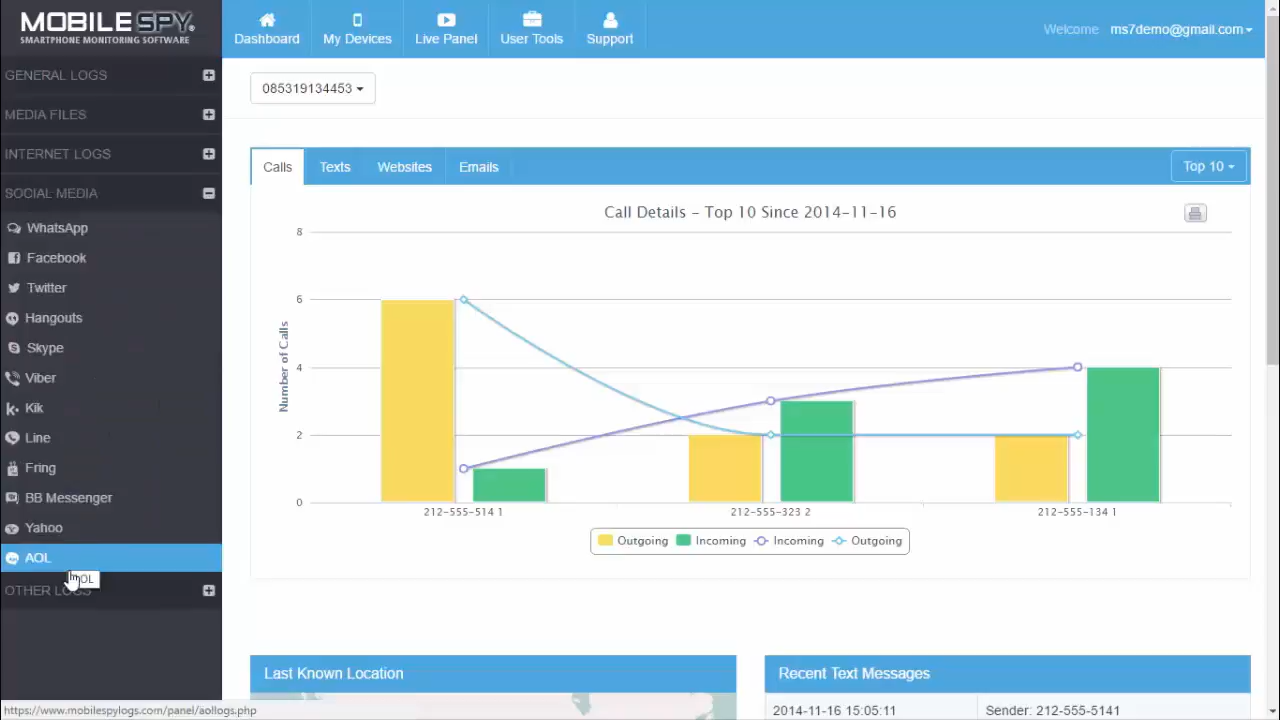 MOBILE SPY®
SMARTPHONE MONITORING SOFTWARE
Dashboard
My Devices
Live Panel
User Tools
Support
Welcome ms7demo@gmail.com
GENERAL LOGS
MEDIA FILES
INTERNET LOGS
SOCIAL MEDIA
WhatsApp
Facebook
Twitter
Hangouts
Skype
Viber
Kik
Line
Fring
BB Messenger
Yahoo
AOL
OTHER LOGS
https://www.mobilespylogs.com/panel/aollogs.php
085319134453
Calls
Texts
Websites
Emails
Top 10
Call Details - Top 10 Since 2014-11-16
Number of Calls
8
6
4
2
0
212-555-514 1
212-555-323 2
212-555-134 1
Outgoing Incoming Incoming Outgoing
Last Known Location
Recent Text Messages
2014-11-16 15:05:11
Sender: 212-555-5141